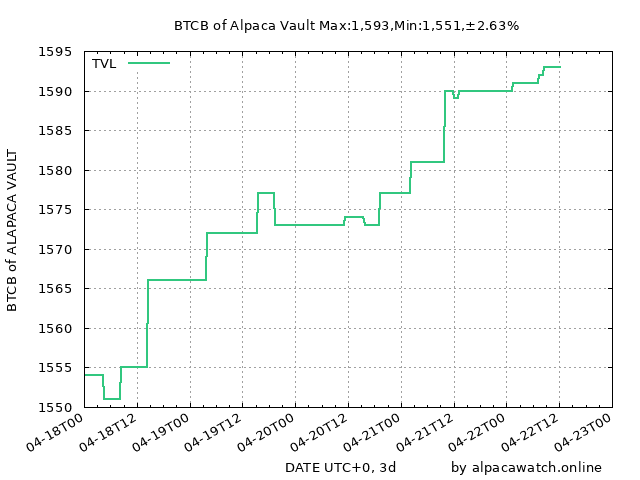 BTCB of Alpaca Vault Max:1,593,Min:1,551,±2.63%
TVL
1595
1590
1585
1580
1575
1570
1565
1560
1555
1550
BTCB of ALAPACA VAULT
04-18T00
04-18T12
04-19T00
04-19T12
04-20T00
04-20T12
04-21T00
04-21T12
04-22T00
04-22T12
04-23T00
DATE UTC+0, 3d by alpacawatch.online